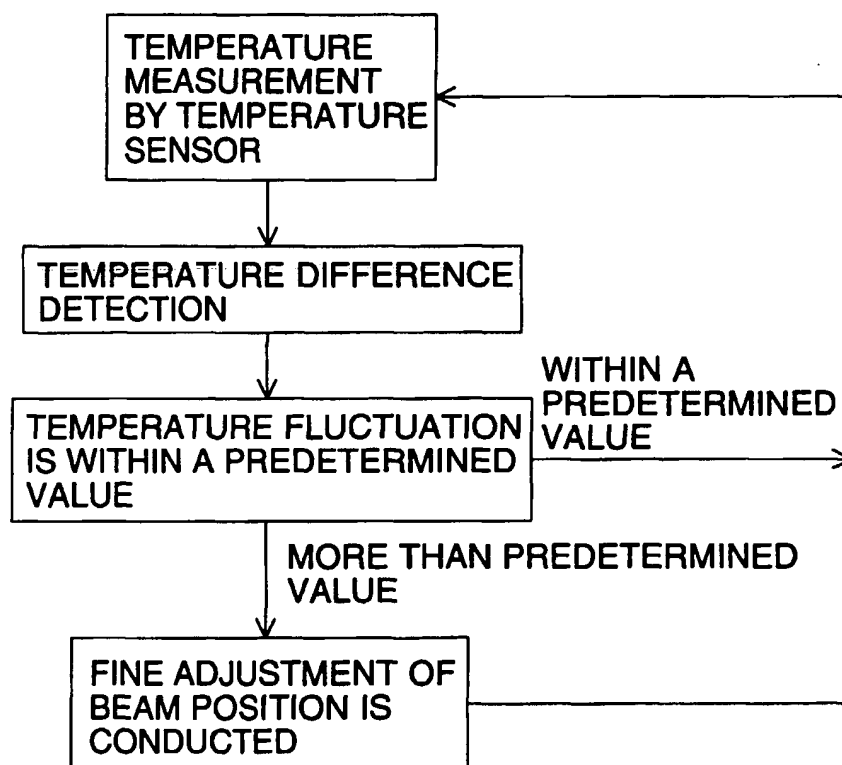 TEMPERATURE
MEASUREMENT
BY TEMPERATURE
SENSOR
TEMPERATURE DIFFERENCE
DETECTION
TEMPERATURE FLUCTUATION
IS WITHIN A PREDETERMINED
VALUE
WITHIN A
PREDETERMINED
VALUE
MORE THAN PREDETERMINED
VALUE
FINE ADJUSTMENT OF
BEAM POSITION IS
CONDUCTED